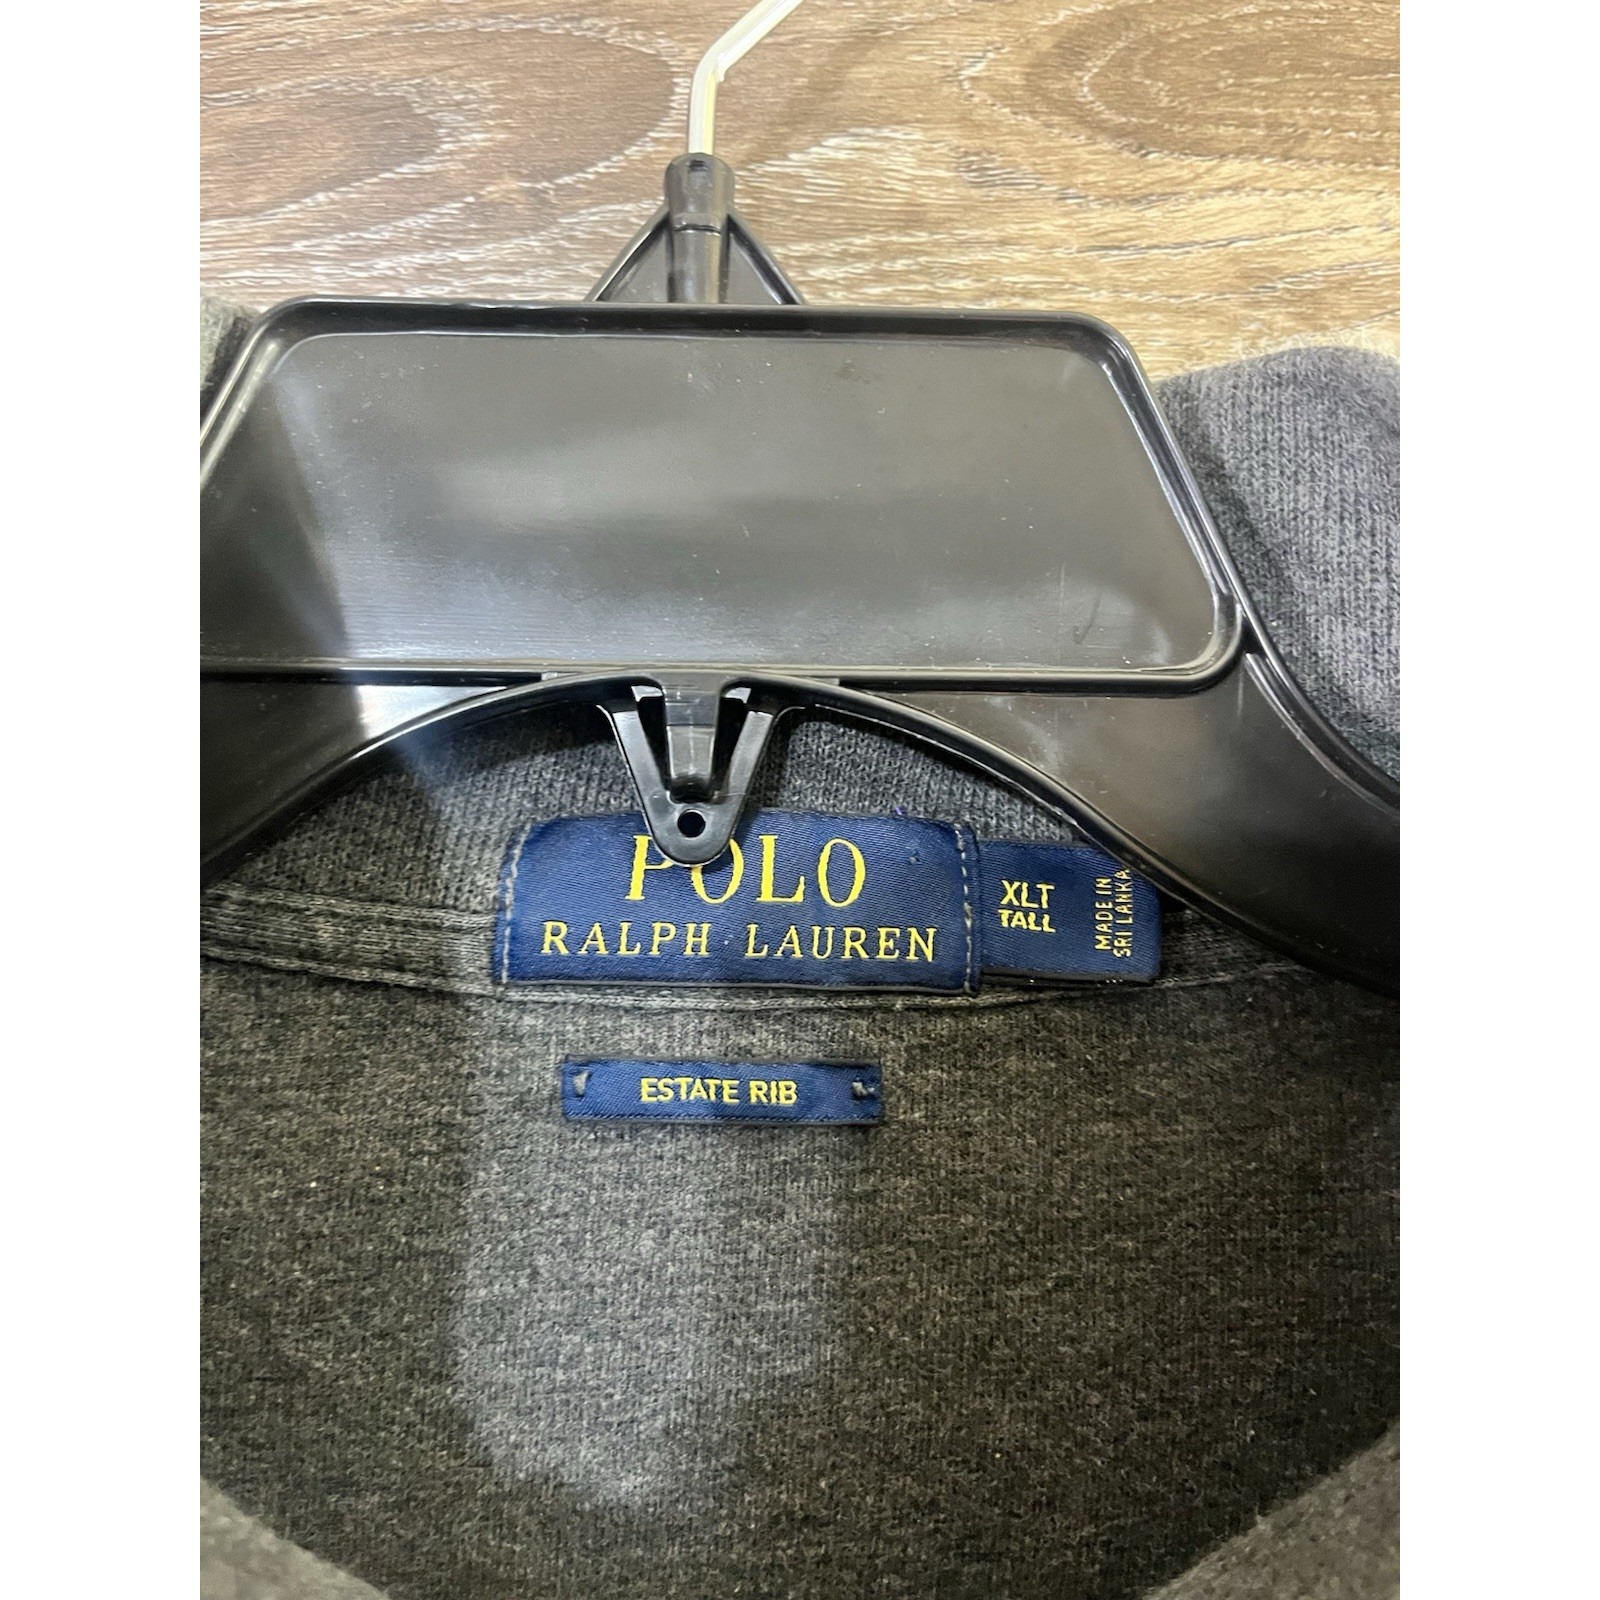 POLO
RALPH LAUREN
XLT
TALL
MADE IN
SRI LANKA
ESTATE RIB